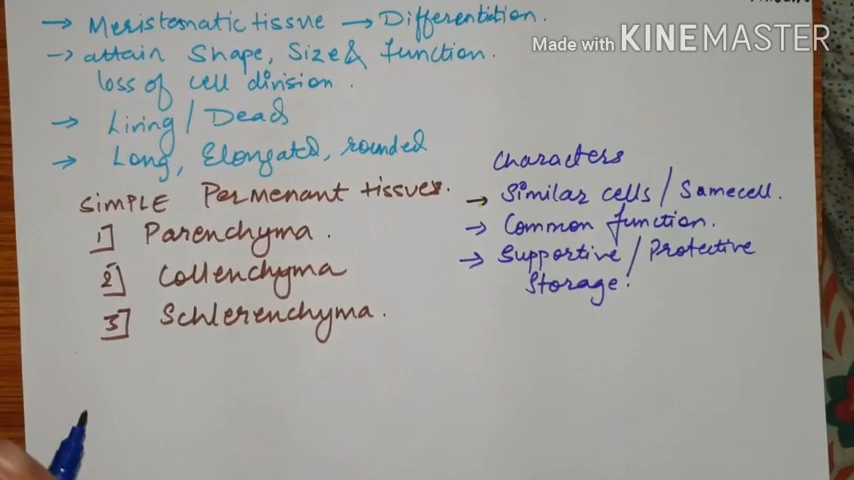 → Meristematic tissue → Differentiation.
Made with KINEMASTER
→ attain Shape, Size & function.
loss of cell division.
→ Living / Dead
→ Long, Elongated, rounded
SIMPLE Permenant tissues.
1] Parenchyma.
2] Collenchyma
3] Schlerenchyma.
Characters
→ Similar cells / Samecell.
→ Common function.
→ Supportive / Protective
Storage.